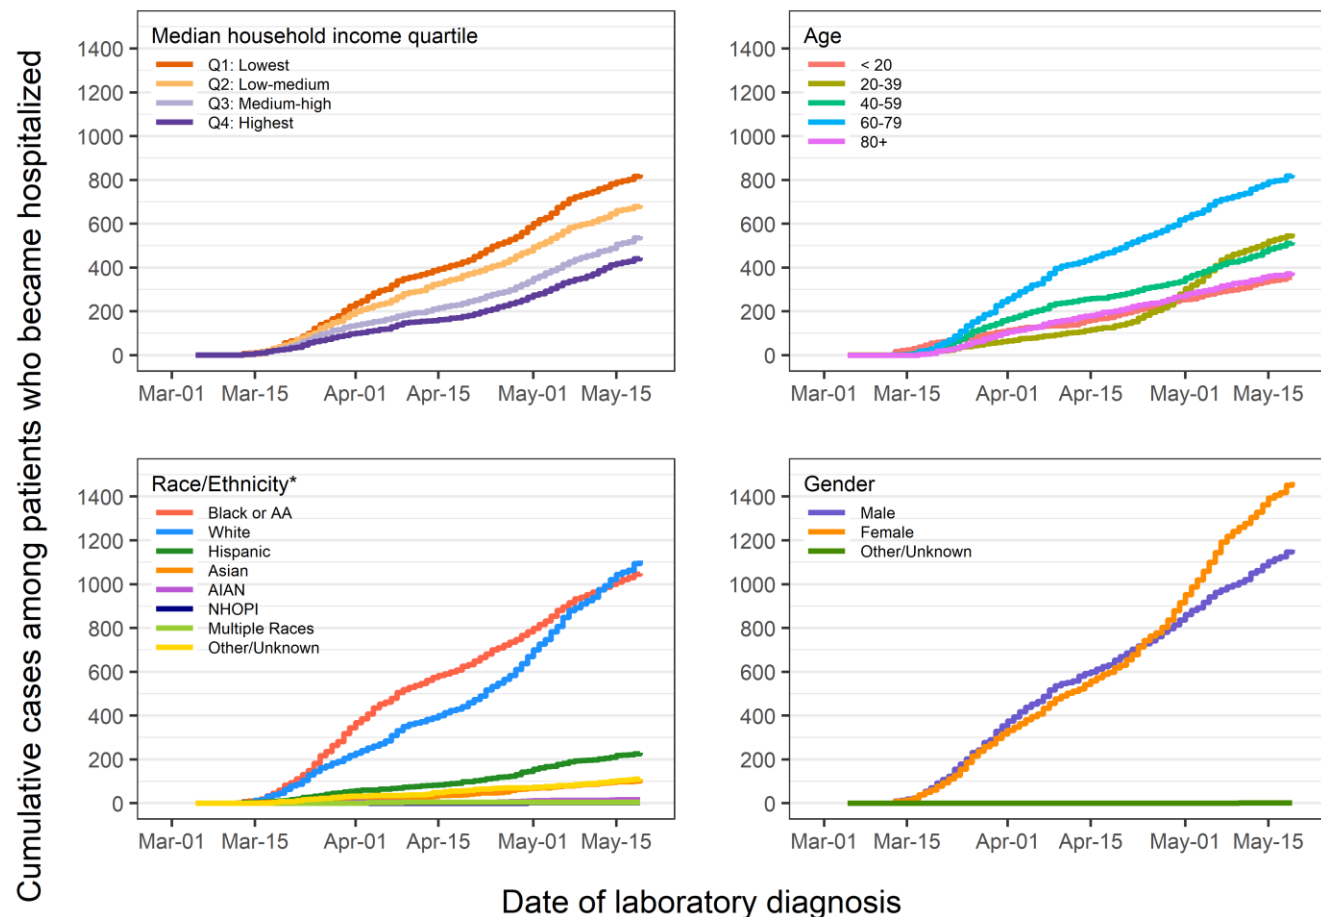 Cumulative cases among patients who became hospitalized
Median household income quartile
Q1: Lowest
Q2: Low-medium
Q3: Medium-high
Q4: Highest
1400
1200
1000
800
600
400
200
0
Mar-01 Mar-15 Apr-01 Apr-15 May-01 May-15
Age
< 20
20-39
40-59
60-79
80+
1400
1200
1000
800
600
400
200
0
Mar-01 Mar-15 Apr-01 Apr-15 May-01 May-15
Race/Ethnicity*
Black or AA
White
Hispanic
Asian
AIAN
NHOPI
Multiple Races
Other/Unknown
1400
1200
1000
800
600
400
200
0
Mar-01 Mar-15 Apr-01 Apr-15 May-01 May-15
Gender
Male
Female
Other/Unknown
1400
1200
1000
800
600
400
200
0
Mar-01 Mar-15 Apr-01 Apr-15 May-01 May-15
Date of laboratory diagnosis